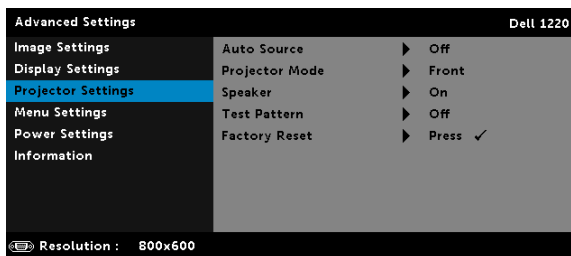 Advanced Settings Dell 1220
Image Settings Auto Source Off
Display Settings Projector Mode Front
Projector Settings Speaker On
Menu Settings Test Pattern Off
Power Settings Factory Reset Press ✓
Information
Resolution : 800x600